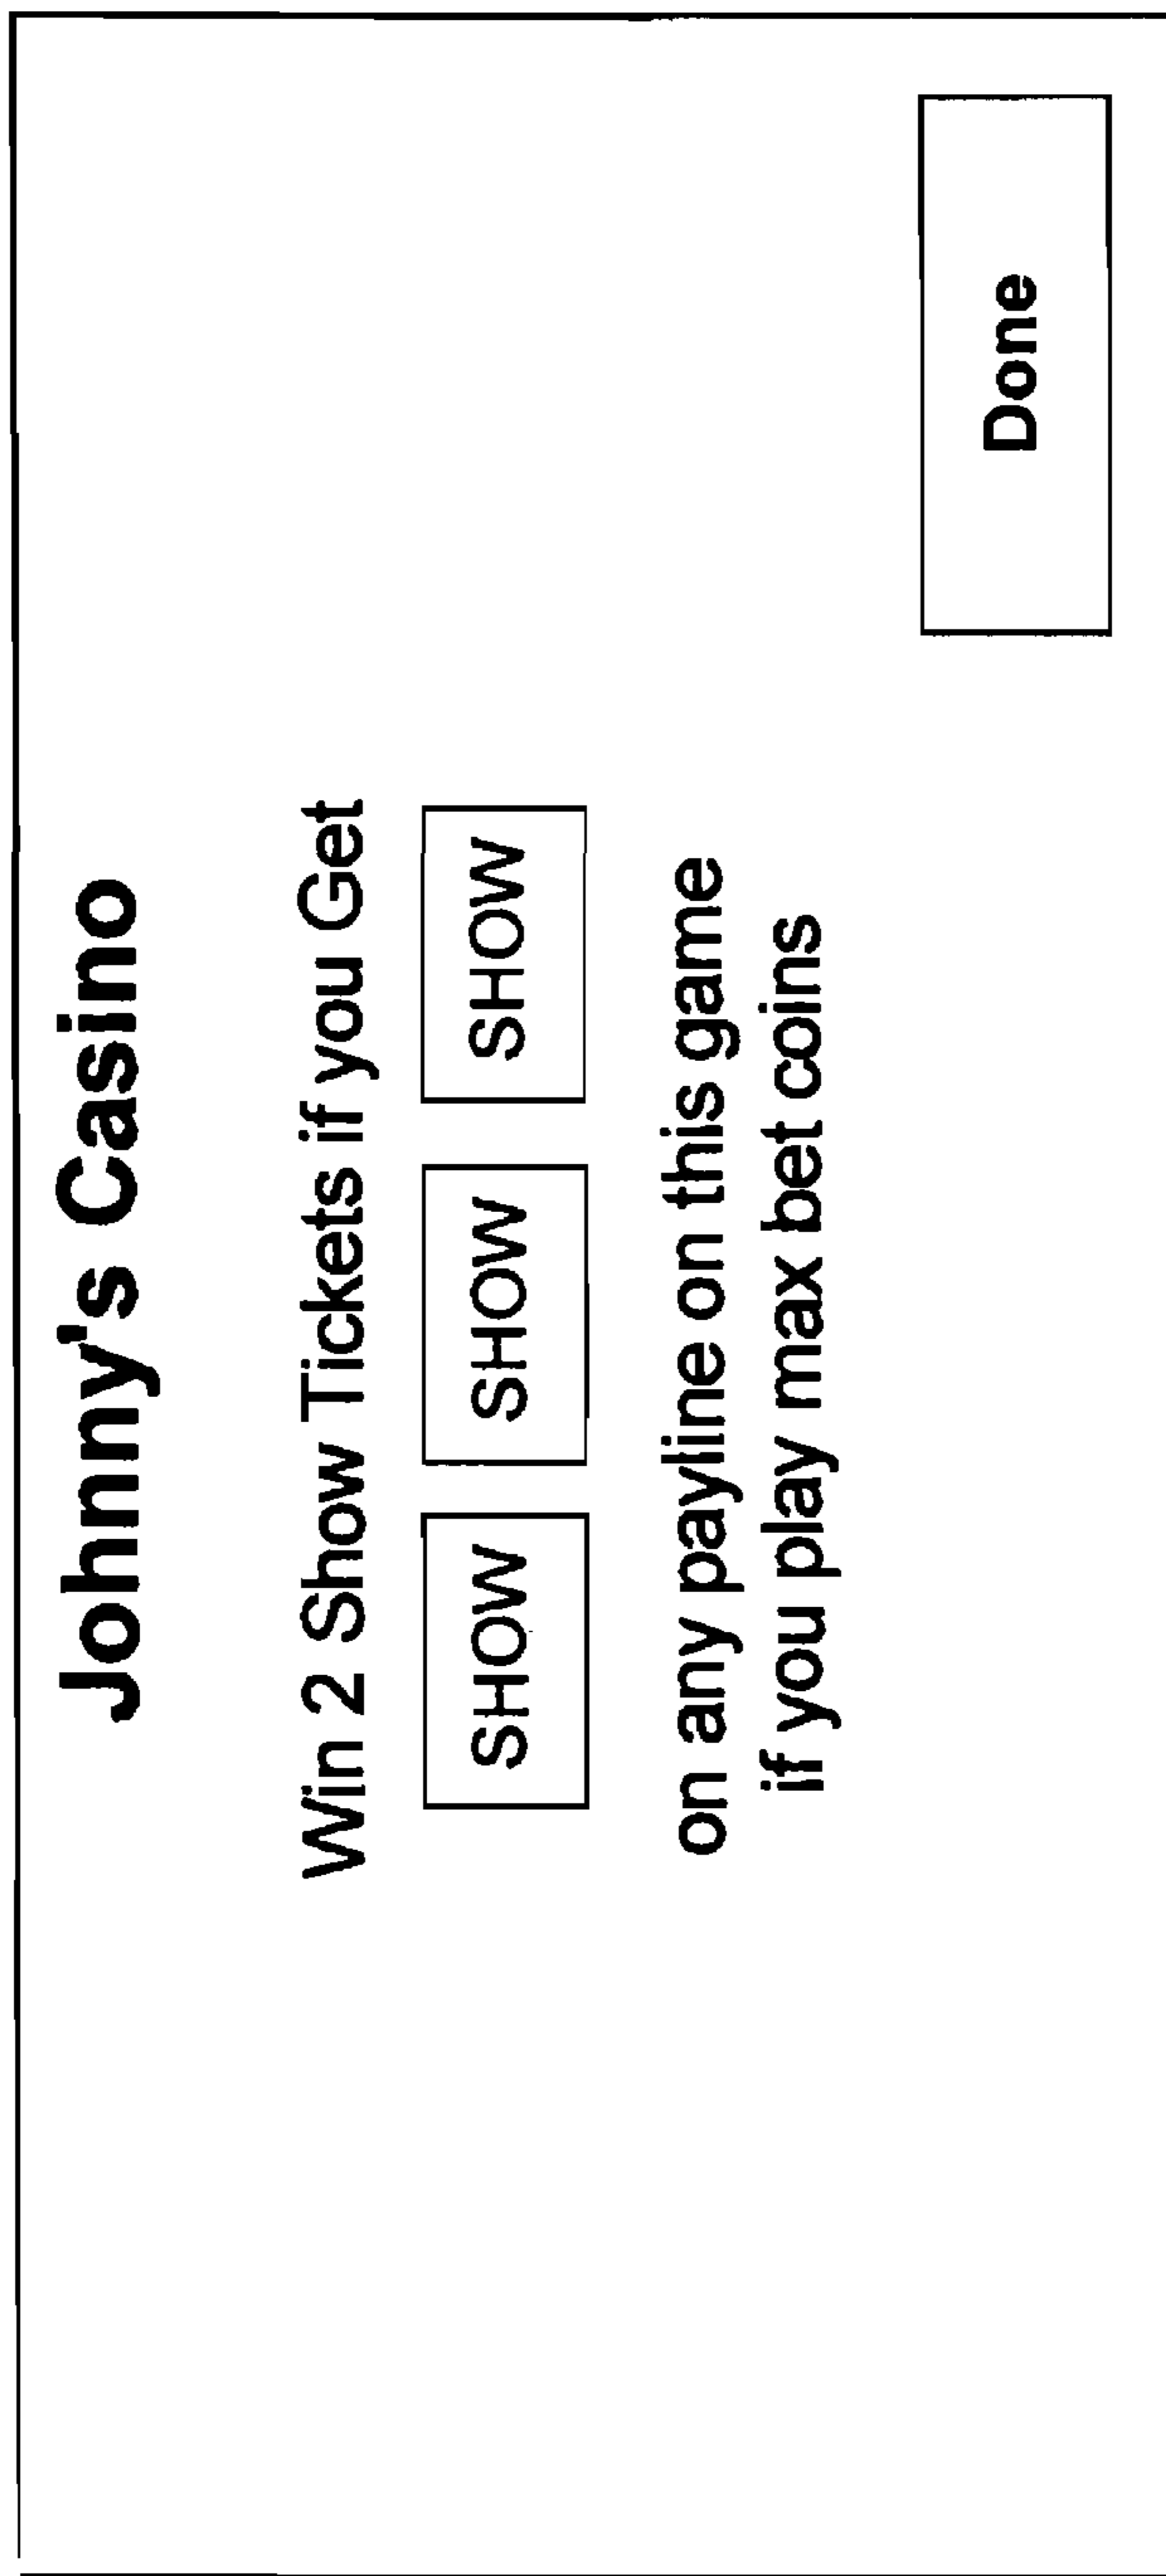 Johnny's Casino
Win 2 Show Tickets if you Get
SHOW SHOW SHOW
on any payline on this game
if you play max bet coins
Done